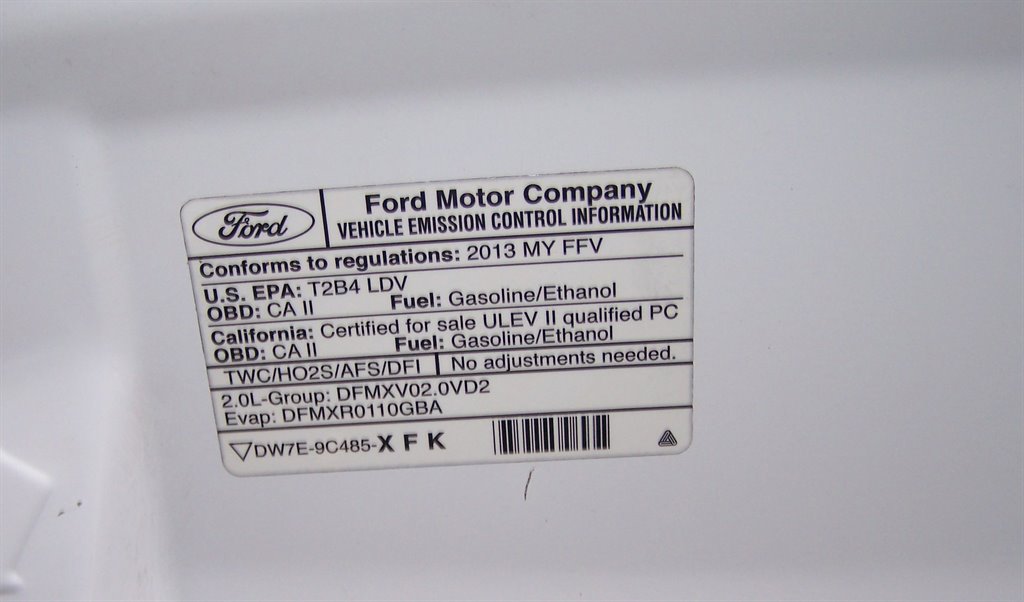 Ford
Ford Motor Company
VEHICLE EMISSION CONTROL INFORMATION
Conforms to regulations: 2013 MY FFV
U.S. EPA: T2B4 LDV
OBD: CA II Fuel: Gasoline/Ethanol
California: Certified for sale ULEV II qualified PC
OBD: CA II Fuel: Gasoline/Ethanol
TWC/HO2S/AFS/DFI No adjustments needed.
2.0L-Group: DFMXV02.0VD2
Evap: DFMXR0110GBA
DW7E-9C485-X F K